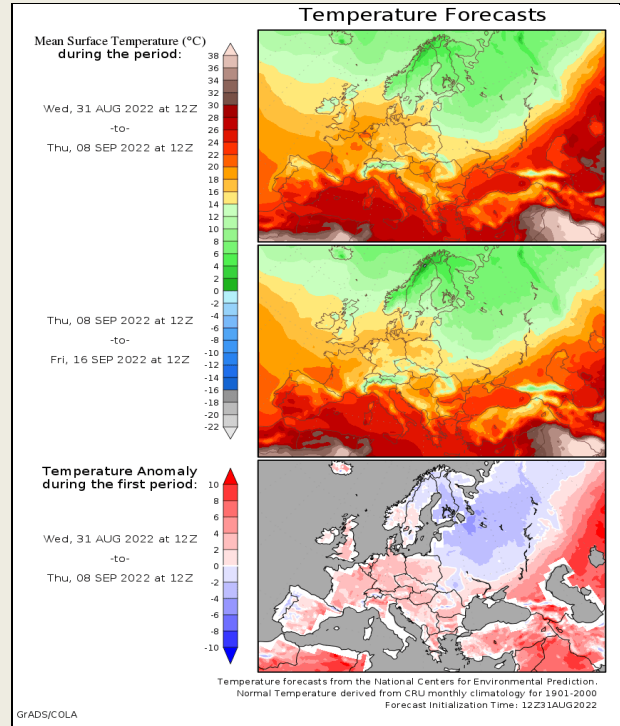 Temperature Forecasts
Mean Surface Temperature (°C)
during the period:
Wed, 31 AUG 2022 at 12Z
-to-
Thu, 08 SEP 2022 at 12Z
38
36
34
32
30
28
26
24
22
20
18
16
14
12
10
8
6
4
2
0
-2
-4
-6
-8
-10
-12
-14
-16
-18
-20
-22
Thu, 08 SEP 2022 at 12Z
-to-
Fri, 16 SEP 2022 at 12Z
Temperature Anomaly
during the first period:
Wed, 31 AUG 2022 at 12Z
-to-
Thu, 08 SEP 2022 at 12Z
10
8
6
4
2
0
-2
-4
-6
-8
-10
Temperature forecasts from the National Centers for Environmental Prediction.
Normal Temperature derived from CRU monthly climatology for 1901-2000
Forecast Initialization Time: 12Z31AUG2022
GrADS/COLA